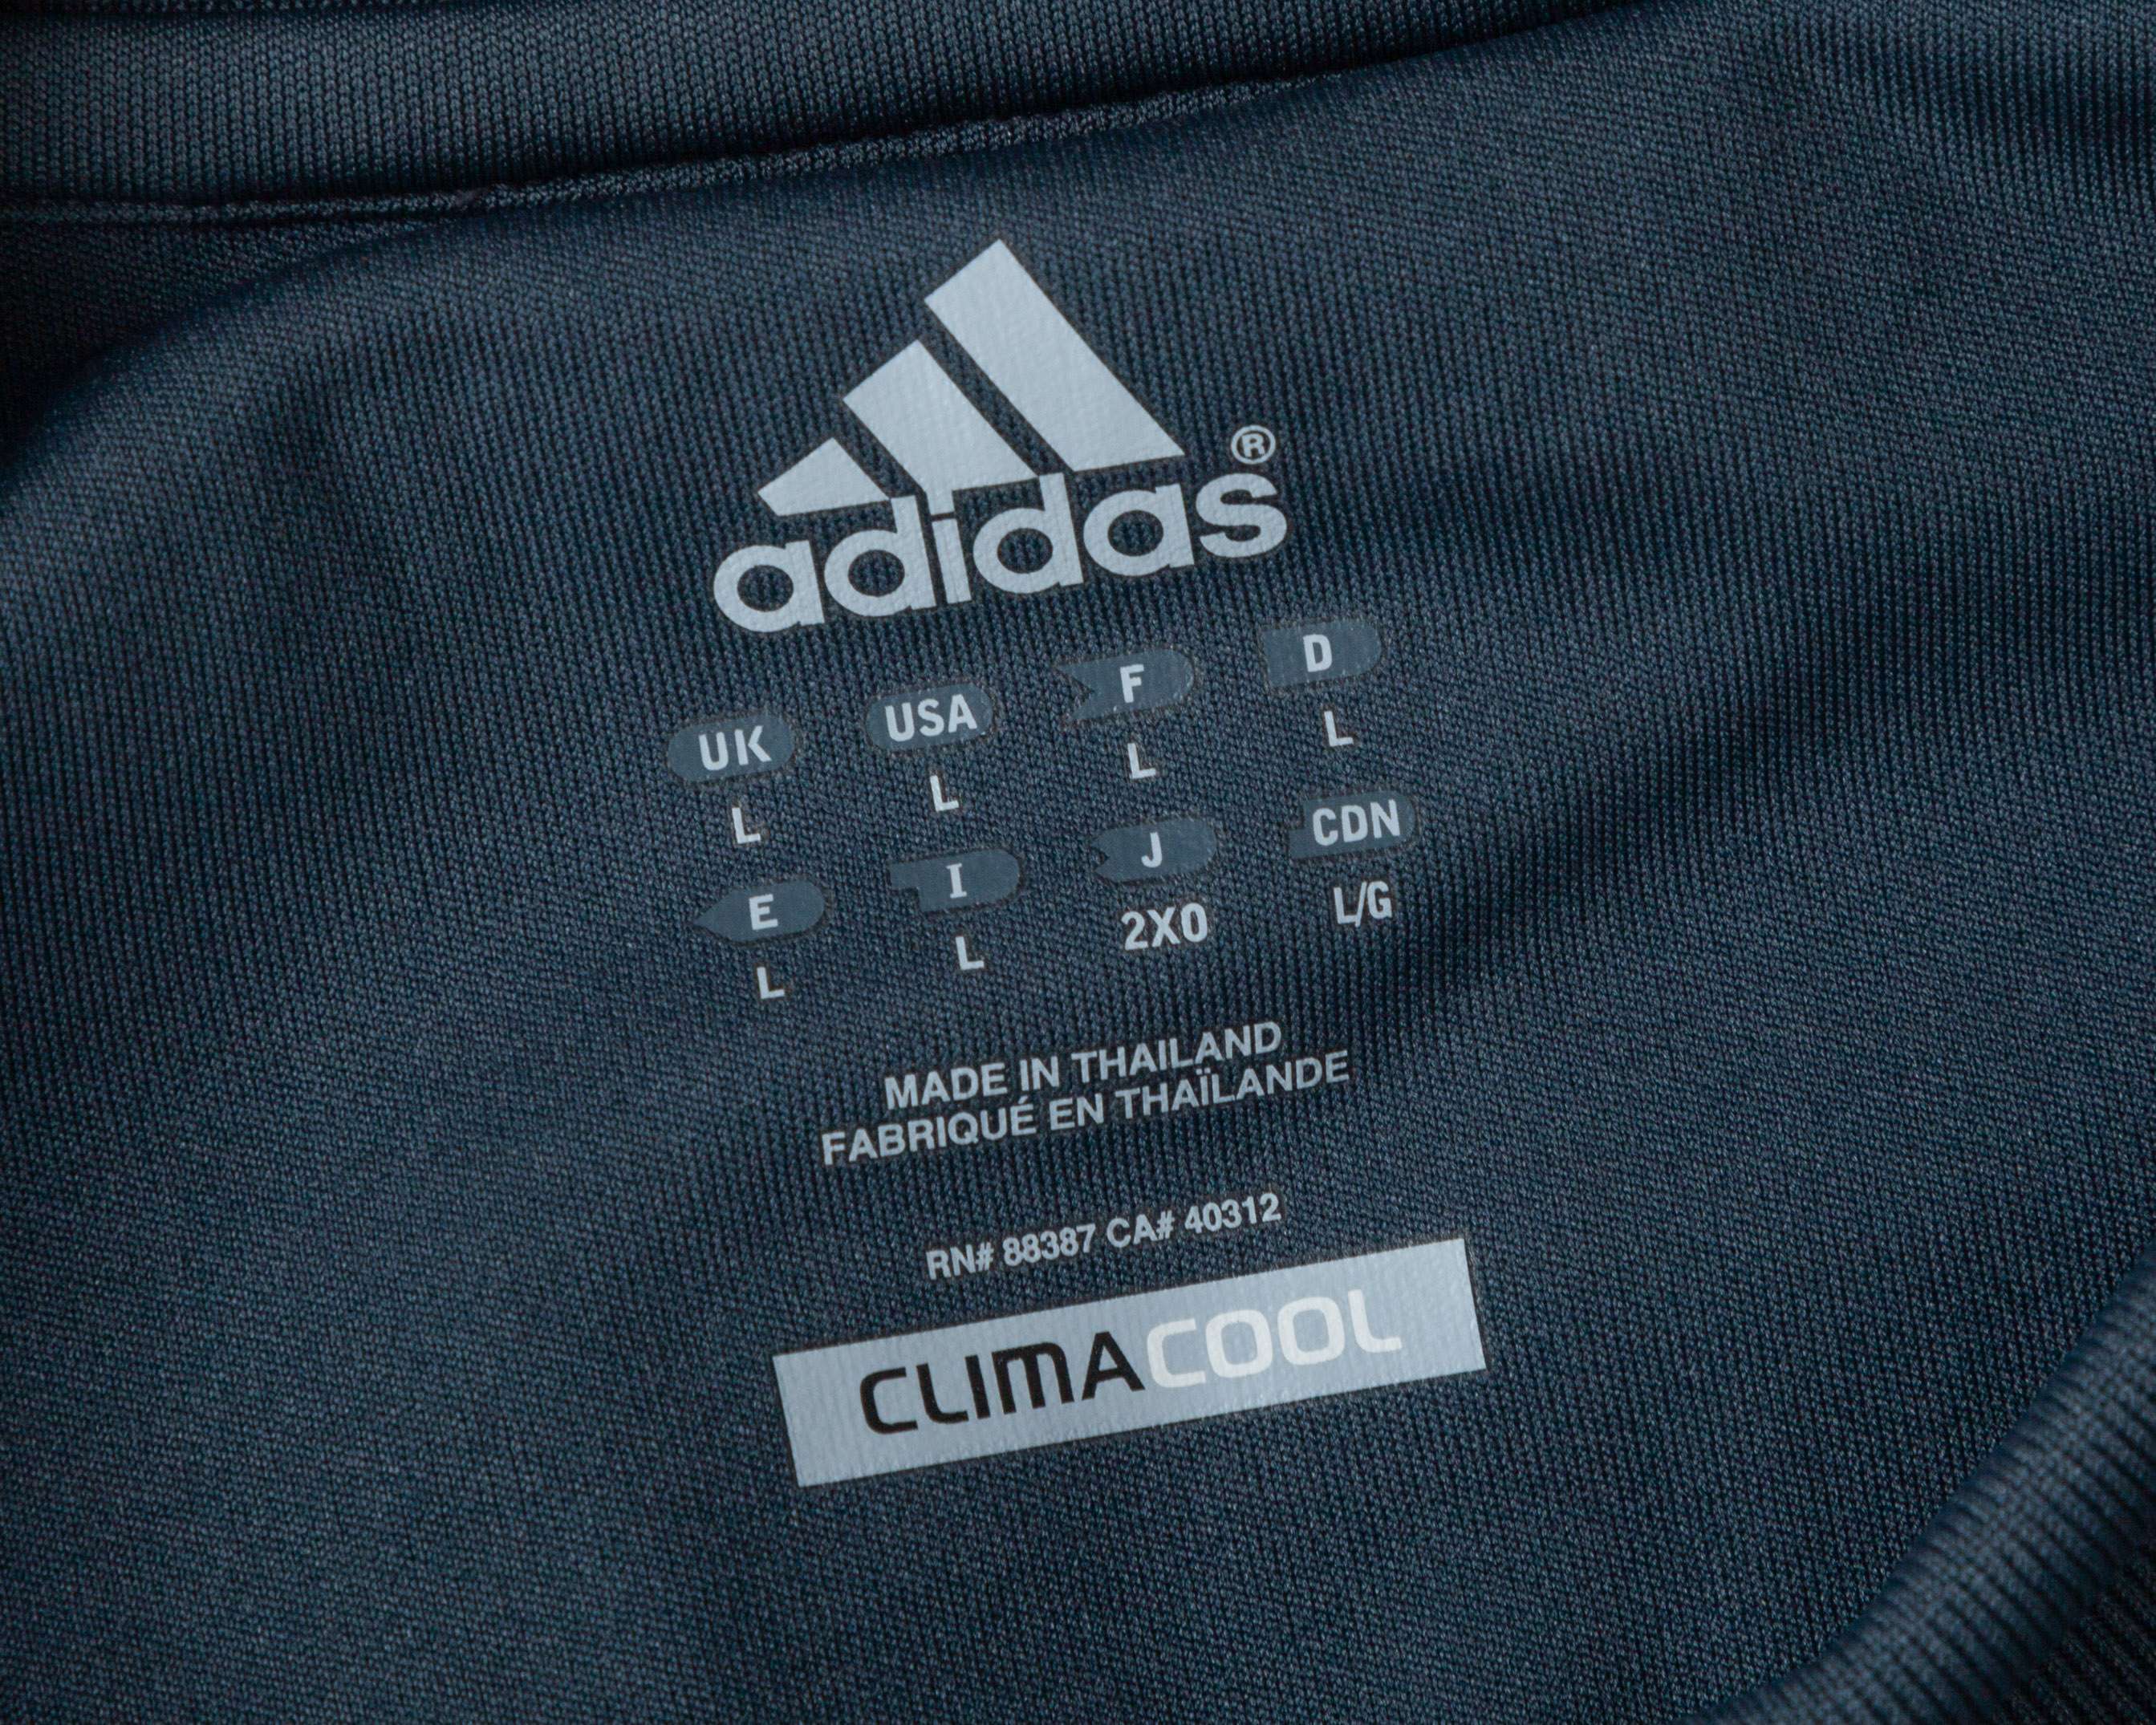 adidas®
UK USA F D
L L L L
E I J CDN
L L 2XO L/G
MADE IN THAILAND
FABRIQUÉ EN THAÏLANDE
RN# 88387 CA# 40312
CLIMACOOL